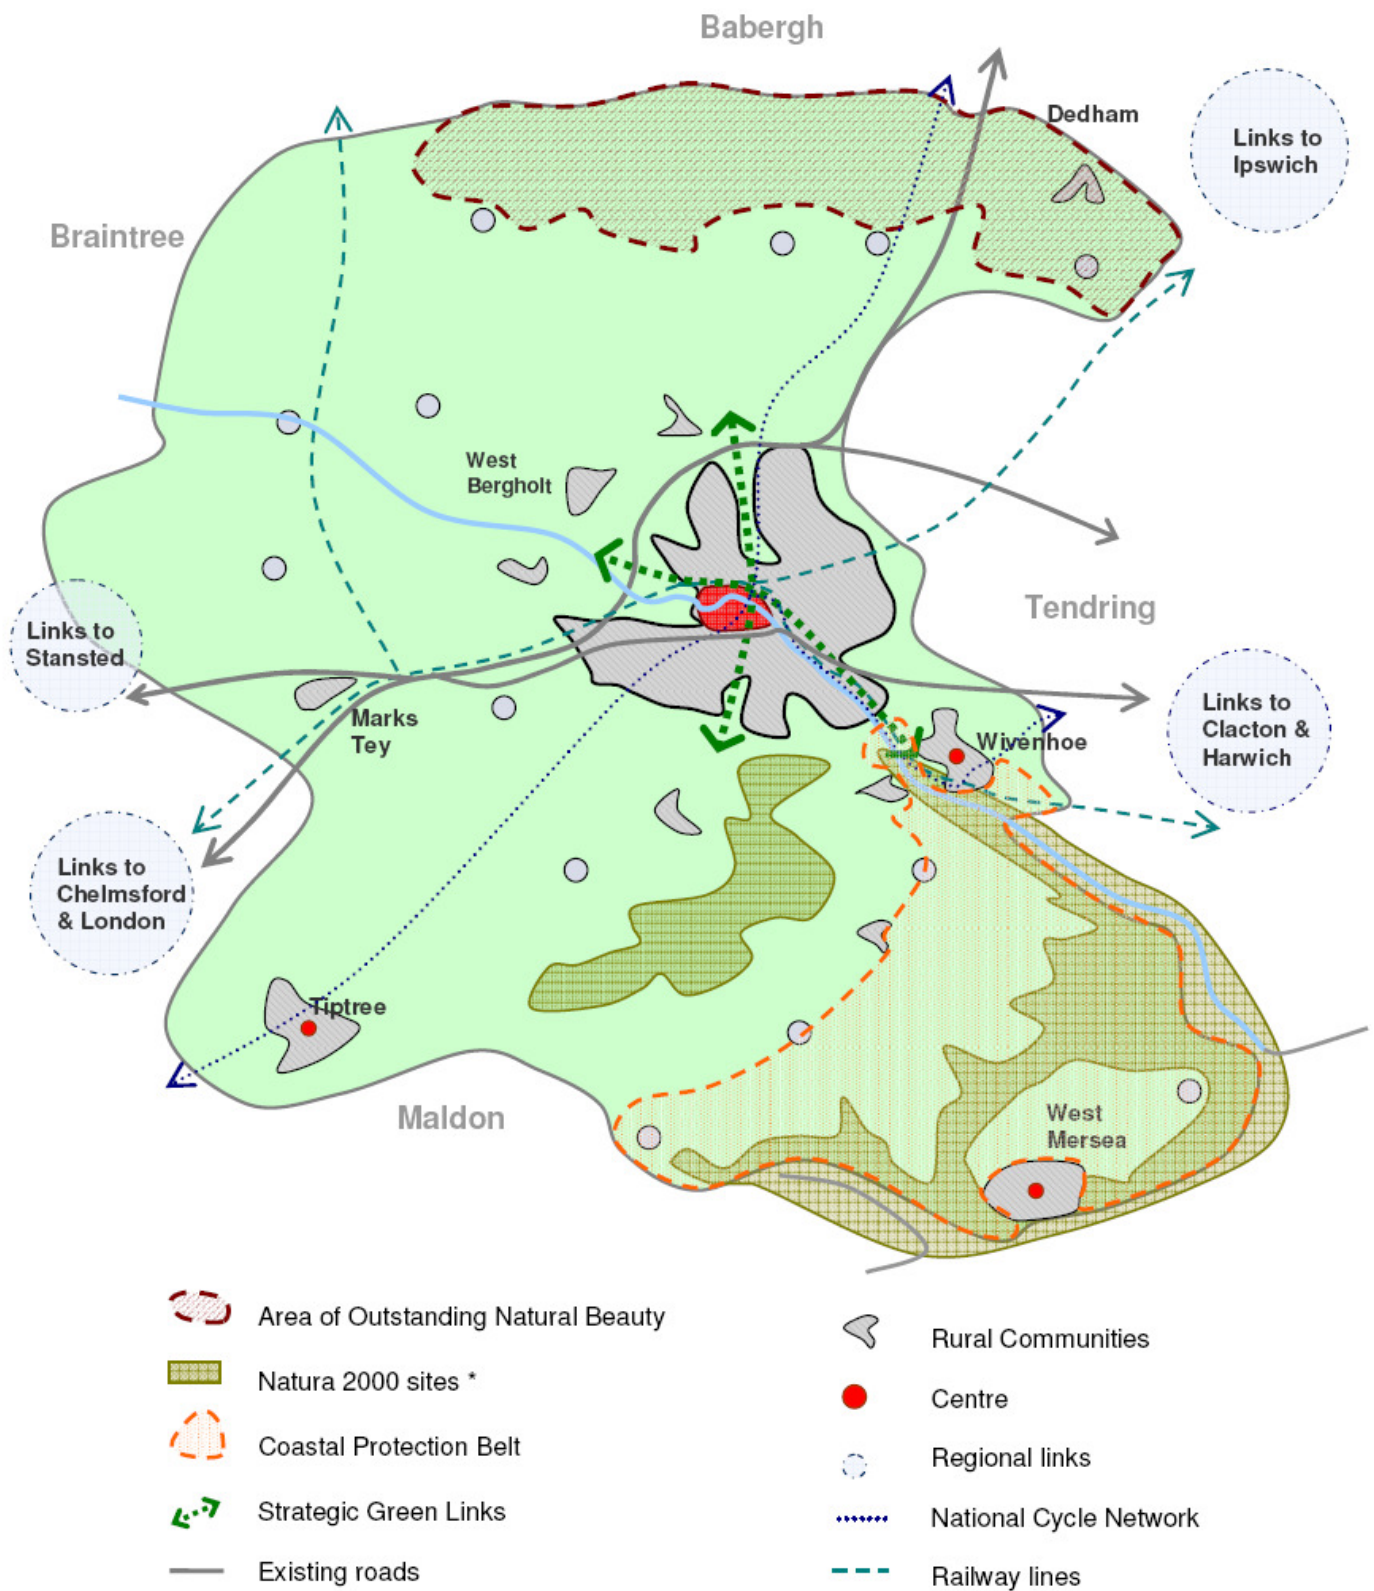 Babergh
Dedham
Links to
Ipswich
Braintree
West
Bergholt
Tendring
Links to
Stansted
Marks
Tey
Links to
Clacton &
Harwich
Wivenhoe
Links to
Chelmsford
& London
Tiptree
Maldon
West
Mersea
Area of Outstanding Natural Beauty
Natura 2000 sites *
Coastal Protection Belt
Strategic Green Links
Existing roads
Rural Communities
Centre
Regional links
National Cycle Network
Railway lines